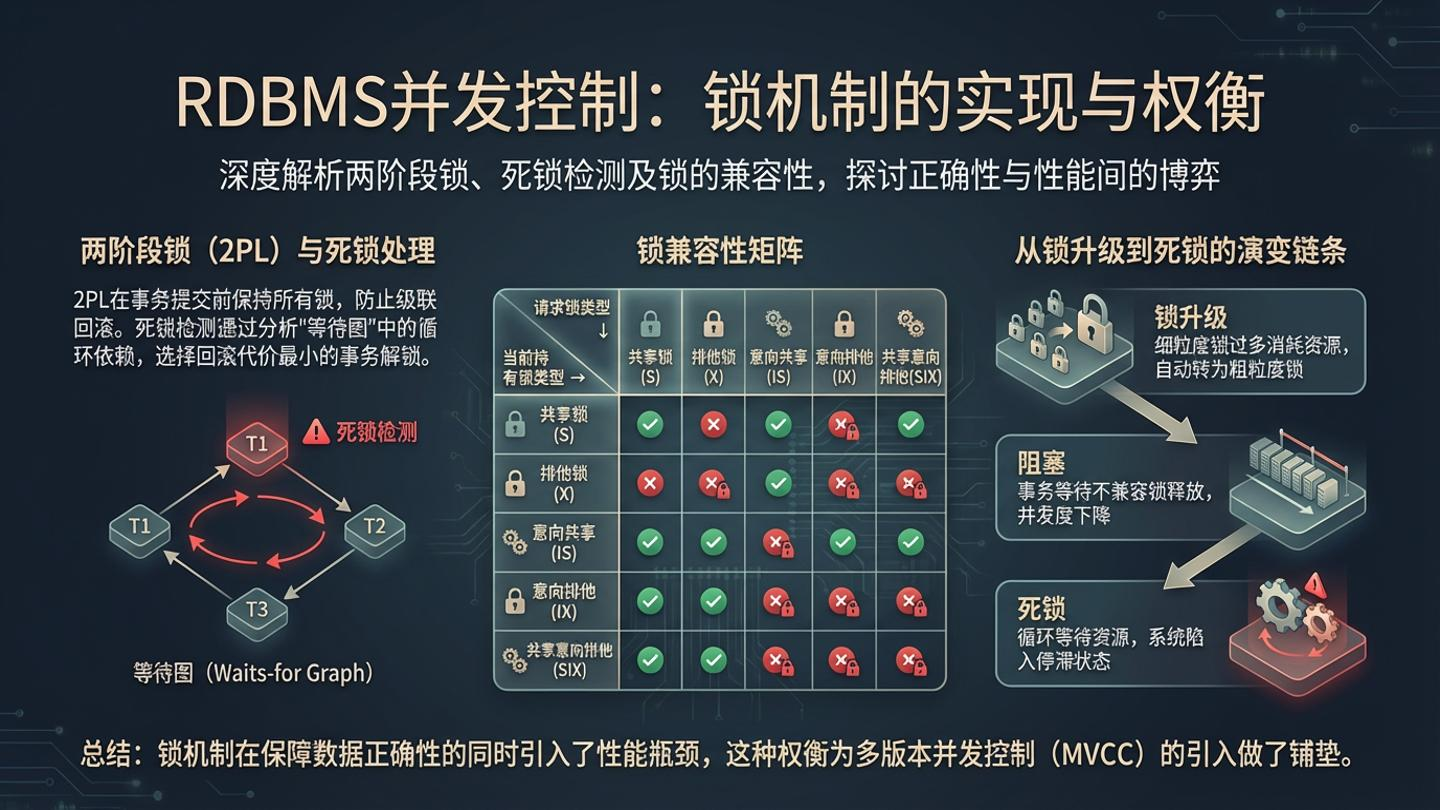 RDBMS并发控制：锁机制的实现与权衡
深度解析两阶段锁、死锁检测及锁的兼容性，探讨正确性与性能间的博弈
两阶段锁（2PL）与死锁处理
2PL在事务提交前保持所有锁，防止级联
回滚。死锁检测通过分析“等待图”中的循
环依赖，选择回滚代价最小的事务解锁。
T1
死锁检测
T1
T2
T3
等待图（Waits-for Graph）
锁兼容性矩阵
请求锁类型
↓
当前持
有锁类型 →
共享锁
(S)
排他锁
(X)
意向共享
(IS)
意向排他
(IX)
共享意向
排他(SIX)
共享锁
(S)
排他锁
(X)
意向共享
(IS)
意向排他
(IX)
共享意向排他
(SIX)
从锁升级到死锁的演变链条
锁升级
细粒度锁过多消耗资源，
自动转为粗粒度锁
阻塞
事务等待不兼容锁释放，
并发度下降
死锁
循环等待资源，系统陷
入停滞状态
总结：锁机制在保障数据正确性的同时引入了性能瓶颈，这种权衡为多版本并发控制（MVCC）的引入做了铺垫。